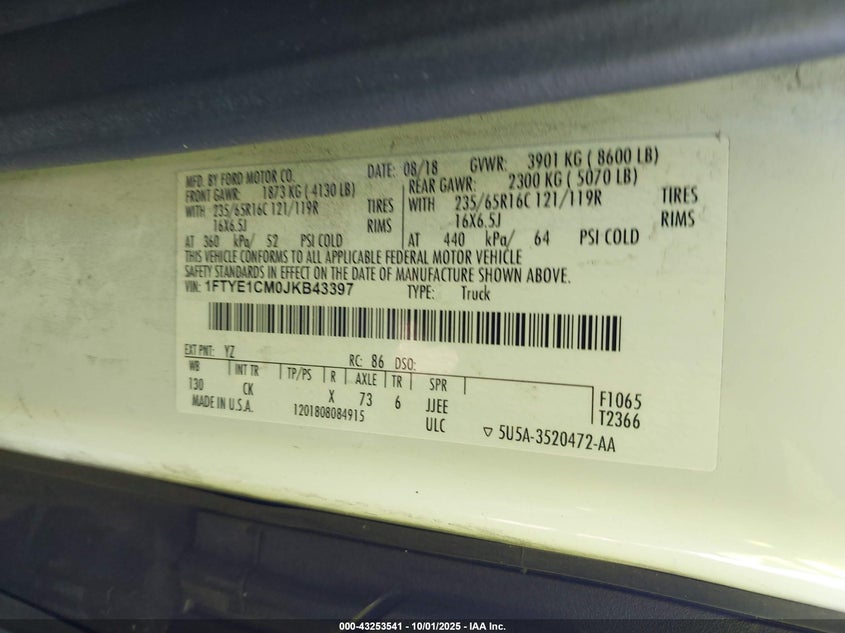 MFD. BY FORD MOTOR CO. DATE: 08/18 GVWR: 3901 KG ( 8600 LB)
FRONT GAWR: 1873 KG ( 4130 LB) REAR GAWR: 2300 KG ( 5070 LB)
WITH 235/65R16C 121/119R TIRES WITH 235/65R16C 121/119R TIRES
16X6.5J RIMS 16X6.5J RIMS
AT 360 kPa/ 52 PSI COLD AT 440 kPa/ 64 PSI COLD
THIS VEHICLE CONFORMS TO ALL APPLICABLE FEDERAL MOTOR VEHICLE
SAFETY STANDARDS IN EFFECT ON THE DATE OF MANUFACTURE SHOWN ABOVE.
VIN: 1FTYE1CM0JKB43397 TYPE: Truck
EXT PNT: YZ RC: 86 DSO:
WB INT TR TP/PS R AXLE TR SPR
130 CK X 73 6 JJEE F1065
MADE IN U.S.A. 1201808084915 ULC T2366
▽ 5U5A-3520472-AA
000-43253541 - 10/01/2025 - IAA Inc.